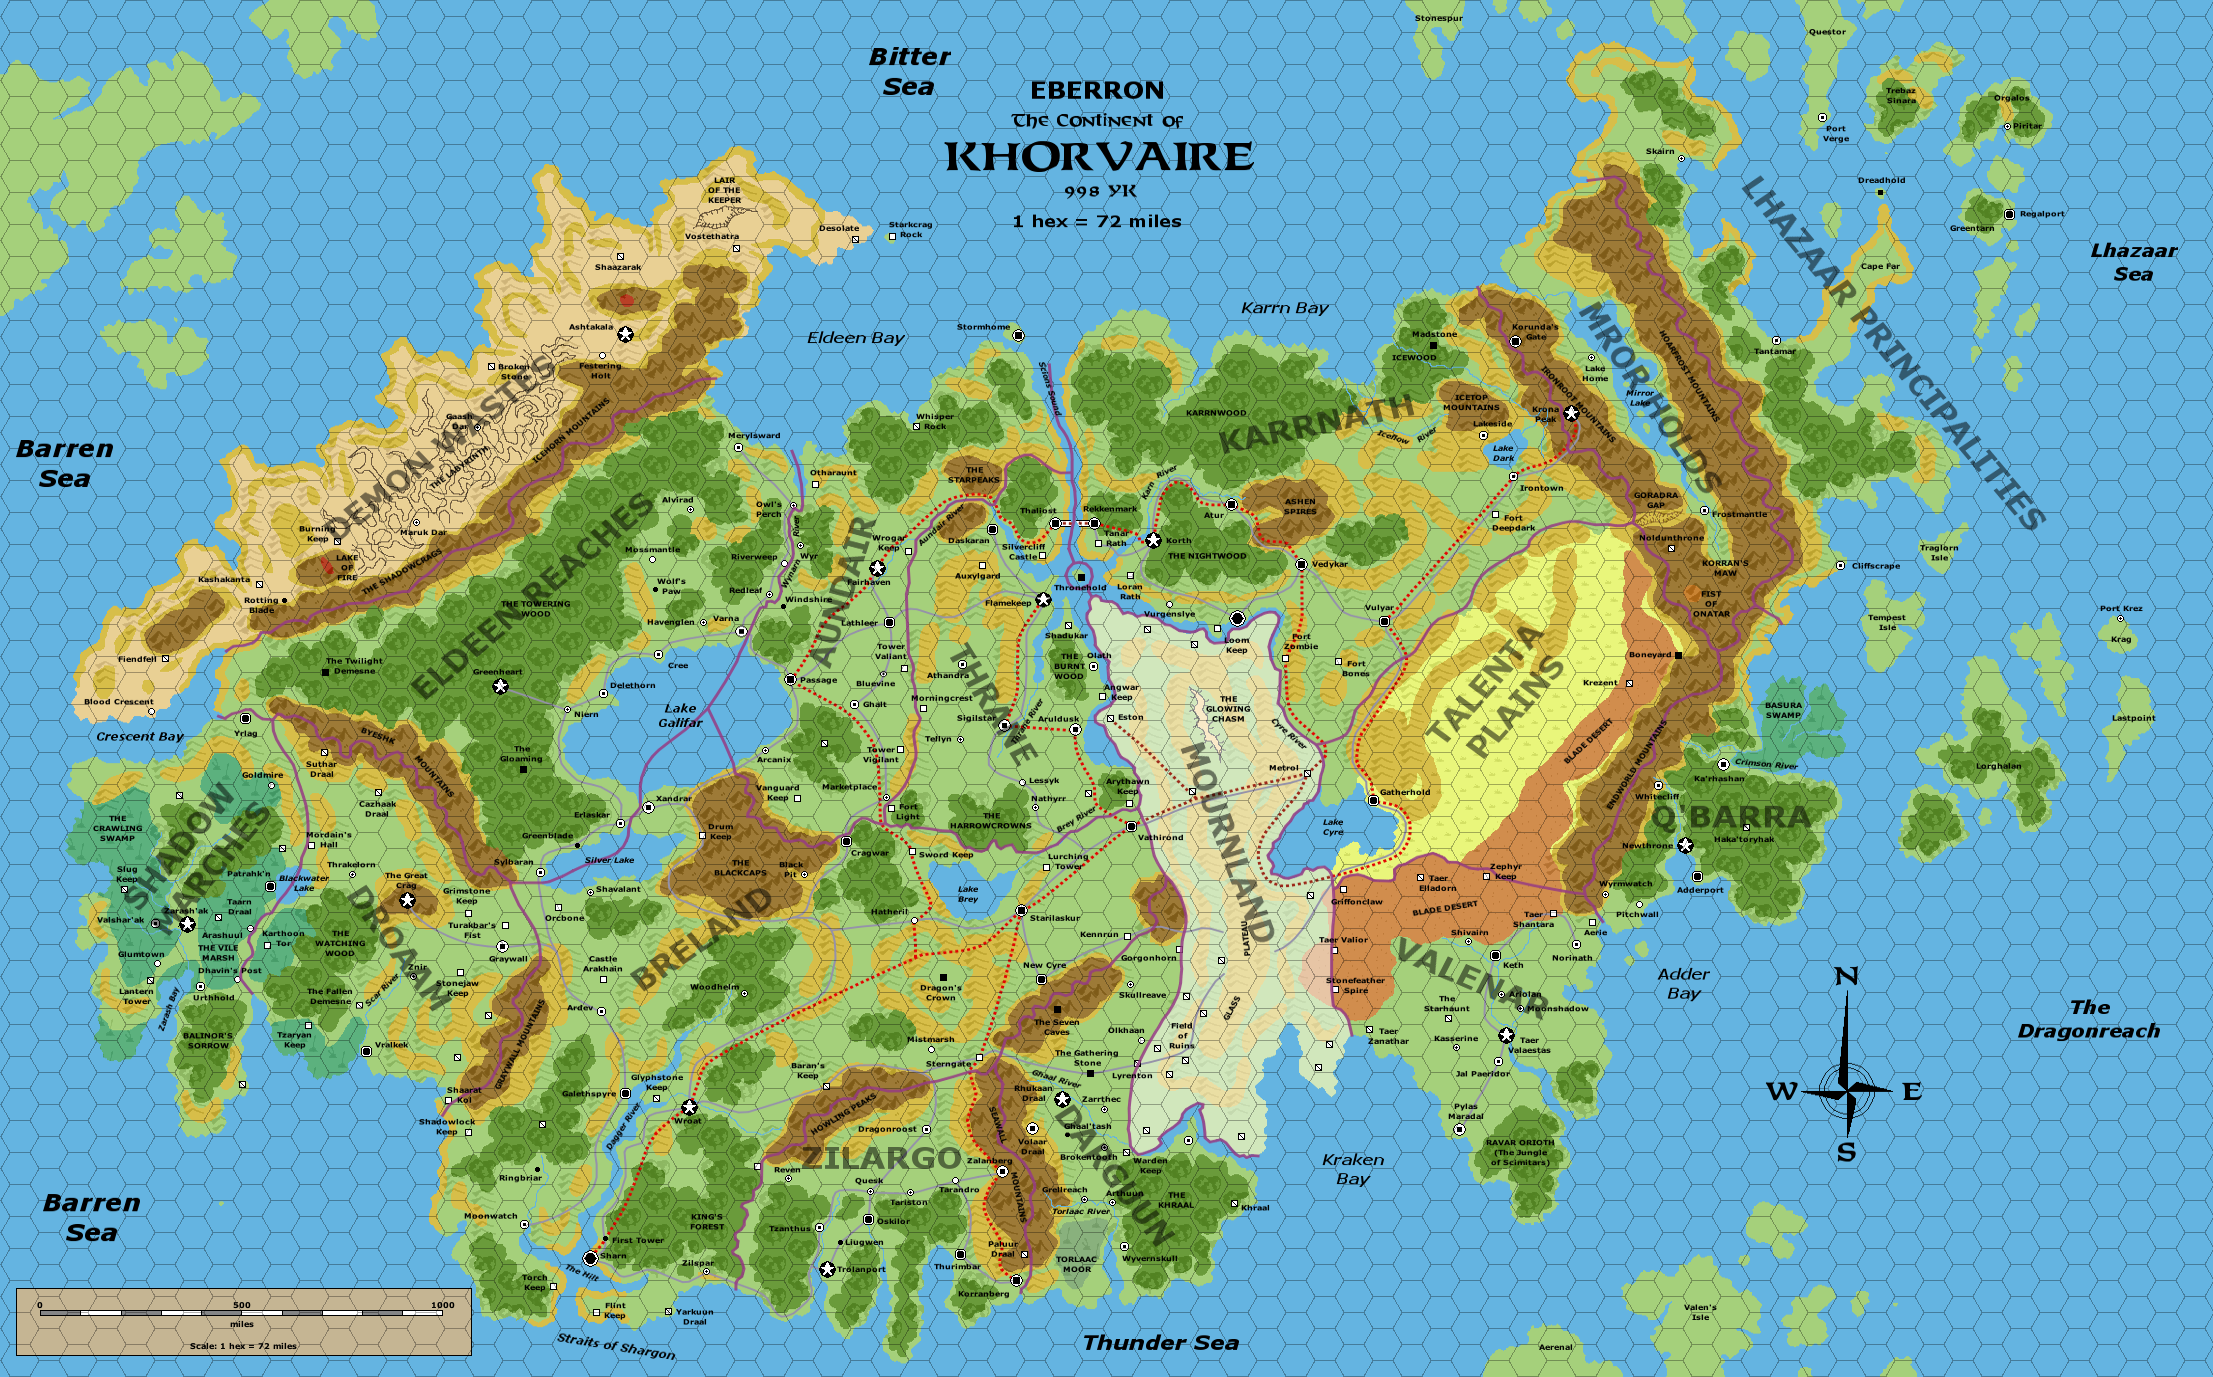 Bitter
Sea
EBERRON
The Continent of
KHORVAIRE
998 YK
1 hex = 72 miles
Stonespur
Questor
Trebaz
Sinara
Orgalos
Piritar
Port
Verge
Skairn
Dreadhold
Regalport
Greentarn
Cape Far
Tantamar
LHAZAAR PRINCIPALITIES
Lhazaar
Sea
Traglorn
Isle
Cliffscrape
Tempest
Isle
Port Krez
Krag
Lastpoint
Lorghalan
LAIR
OF THE
KEEPER
Vostethatra
Desolate
Starkcrag
Rock
Shaazarak
Ashtakala
Festering
Holt
Broken
Stone
Gaash
Dar
DEMON WASTES
THE LABYRINTH
ICEHORN MOUNTAINS
Maruk Dar
Burning
Keep
LAKE
OF
FIRE
THE SHADOWCRAGS
Kashakanta
Rotting
Blade
Fiendfell
Blood Crescent
Crescent Bay
Barren
Sea
Eldeen Bay
Karrn Bay
Stormhome
Scions Sound
ELDEEN REACHES
THE TOWERING
WOOD
The Twilight
Demesne
Greenheart
Merylsward
Alvirad
Mossmantle
Wolf's
Paw
Havenglen
Varna
Cree
Delethorn
Niern
The
Gloaming
Erlaskar
Greenblade
Sylbaran
Xandrar
Silver Lake
Lake
Galifar
Owl's
Perch
Riverweep
Redleaf
Wynarn River
Wyr
Windshire
Otharaunt
Whisper
Rock
AUNDAIR
Wrogar
Keep
Fairhaven
Aundair River
Lathleer
Tower
Valiant
Bluevine
Passage
Ghalt
Arcanix
Tower
Vigilant
Vanguard
Keep
Marketplace
Fort
Light
THE
STARPEAKS
Daskaran
Thaliost
Silvercliff
Castle
Auxylgard
Flamekeep
Thronehold
Shadukar
THE
BURNT
WOOD
Olath
THRANE
Athandra
Morningcrest
Sigilstar
Thrane River
Aruldusk
Tellyn
Lessyk
Nathyrr
Arythawn
Keep
THE
HARROWCROWNS
Brey River
Angwar
Keep
Eston
KARRNATH
KARRNWOOD
Rekkenmark
Tanar
Rath
Karn River
Korth
THE NIGHTWOOD
Atur
ASHEN
SPIRES
Vedykar
Loran
Rath
Vurgenslye
Loom
Keep
Fort
Zombie
Fort
Bones
Vulyar
Madstone
ICEWOOD
ICETOP
MOUNTAINS
Iceflow River
Lakeside
Lake
Dark
Irontown
Fort
Deepdark
Korunda's
Gate
Lake
Home
Mirror
Lake
Krona
Peak
IRONROOT MOUNTAINS
MROR HOLDS
HOARFROST MOUNTAINS
GORADRA
GAP
Frostmantle
Noldunthrone
KORRAN'S
MAW
FIST
OF
ONATAR
TALENTA
PLAINS
Boneyard
Krezent
BLADE DESERT
ENDWORLD MOUNTAINS
Gatherhold
Lake
Cyre
THE
GLOWING
CHASM
Cyre River
Metrol
MOURNLAND
GLASS
PLATEAU
Field
of
Ruins
BASURA
SWAMP
Crimson River
Ka'rhashan
Whitecliff
Q'BARRA
Haka'toryhak
Newthrone
Adderport
Wyrmwatch
Pitchwall
Zephyr
Keep
Taer
Elladorn
Griffonclaw
BLADE DESERT
Taer
Shantara
Aerie
Shivairn
Norinath
Keth
Taer Valior
Stonefeather
Spire
VALENAR
Ariolan
Moonshadow
The
Starhaunt
Kasserine
Taer
Valaestas
Taer
Zanathar
Jal Paeridor
Pylas
Maradal
RAVAR ORIOTH
(The Jungle
of Scimitars)
Adder
Bay
The
Dragonreach
Kraken
Bay
N
W
E
S
Yrlag
BYESHK
MOUNTAINS
Goldmire
Suthar
Draal
Cazhaak
Draal
THE
CRAWLING
SWAMP
SHADOW
MARCHES
Mordain's
Hall
Thrakelorn
Slug
Keep
Patrahk'n
Blackwater
Lake
Valshar'ak
Zarash'ak
Taarn
Draal
Arashuul
THE VILE
MARSH
Karthoon
Tor
Glumtown
Dhavin's Post
Lantern
Tower
Urthhold
Zarash Bay
BALINOR'S
SORROW
Tzaryan
Keep
Vralkek
THE
WATCHING
WOOD
DROAAM
The Great
Crag
Grimstone
Keep
Turakbar's
Fist
Graywall
Znir
Stonejaw
Keep
The Fallen
Demesne
Scar River
GRAYWALL MOUNTAINS
Shaarat
Kol
Shadowlock
Keep
Orcbone
Shavalant
Castle
Arakhain
Ardev
Drum
Keep
THE
BLACKCAPS
Black
Pit
Cragwar
Sword Keep
BRELAND
Hatheril
Lake
Brey
Lurching
Tower
Vathirond
Starilaskur
Kennrun
New Cyre
Gorgonhorn
Dragon's
Crown
Skullreave
Woodhelm
The Seven
Caves
Mistmarsh
Sterngate
Olkhaan
The Gathering
Stone
Lyrenton
Galethspyre
Glyphstone
Keep
Wroat
Dagger River
Baran's
Keep
HOWLING PEAKS
Ghaal River
Rhukaan
Draal
Zarrthec
Ghaal'tash
Brokentooth
Volaar
Draal
SEAWALL
MOUNTAINS
DARGUUN
Warden
Keep
THE
KHRAAL
Khraal
Grellreach
Arthuun
Torlaac River
TORLAAC
MOOR
Wyvernskull
Paluur
Draal
Dragonroost
ZILARGO
Zalanberg
Reven
Quesk
Tariston
Tarandro
Tzanthus
Oskilor
Liugwen
Trolanport
Thurimbar
Korranberg
Ringbriar
Moonwatch
First Tower
Sharn
The Hilt
KING'S
FOREST
Zilspar
Torch
Keep
Flint
Keep
Yarkuun
Draal
Straits of Shargon
Thunder Sea
Barren
Sea
Valen's
Isle
Aerenal
0 500 1000
miles
Scale: 1 hex = 72 miles